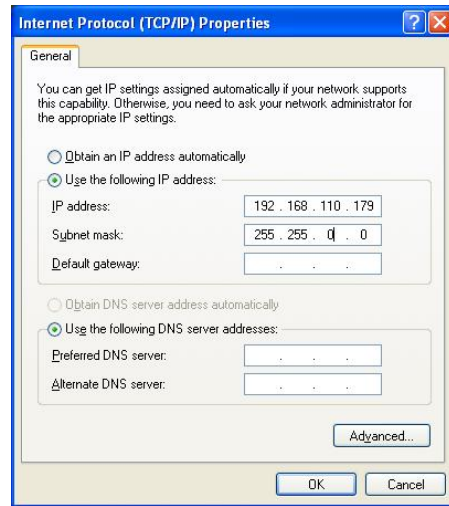 Internet Protocol (TCP/IP) Properties
General
You can get IP settings assigned automatically if your network supports
this capability. Otherwise, you need to ask your network administrator for
the appropriate IP settings.
Obtain an IP address automatically
Use the following IP address:
IP address: 192 . 168 . 110 . 179
Subnet mask: 255 . 255 . 0 . 0
Default gateway: . . .
Obtain DNS server address automatically
Use the following DNS server addresses:
Preferred DNS server: . . .
Alternate DNS server: . . .
Advanced...
OK Cancel